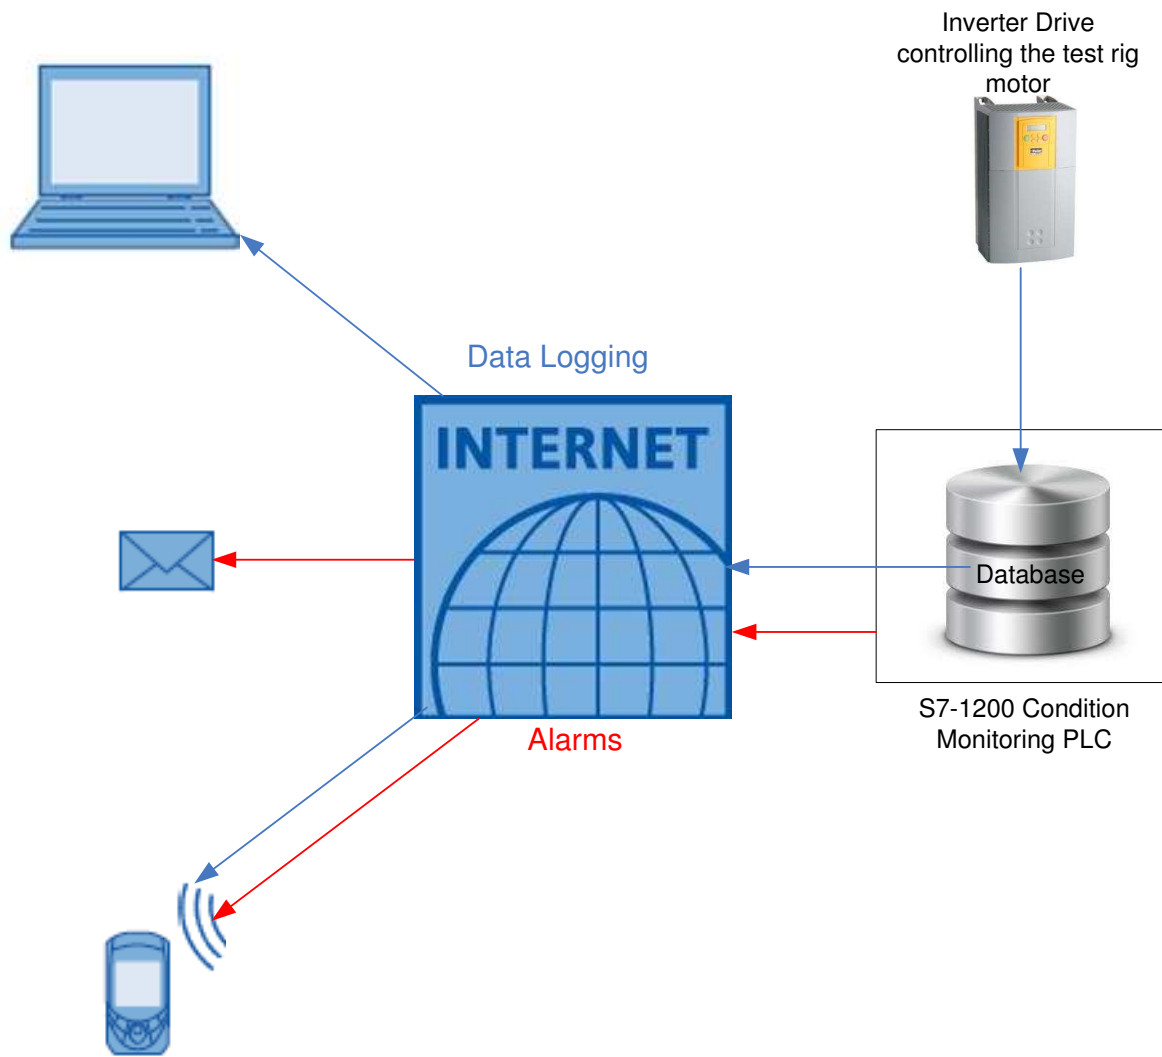 Inverter Drive
controlling the test rig
motor
Data Logging
INTERNET
Database
Alarms
S7-1200 Condition
Monitoring PLC